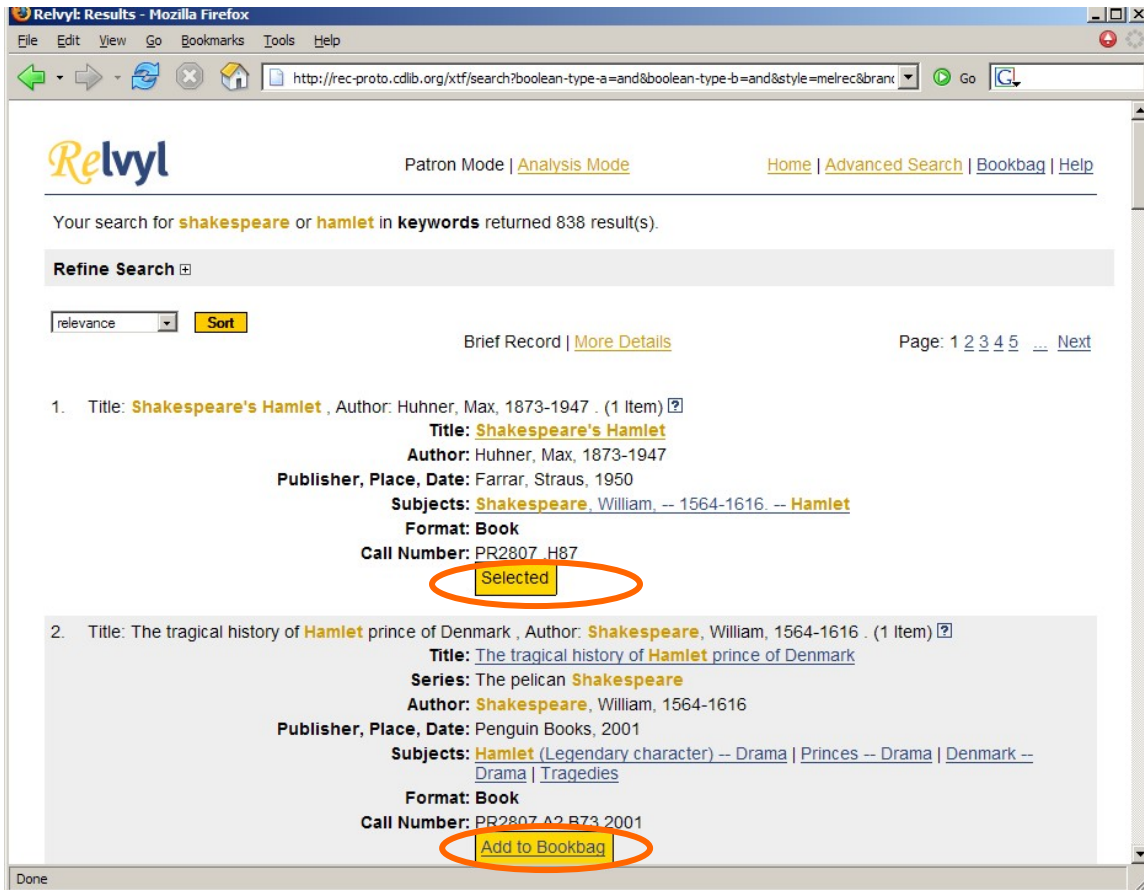 Relvyl: Results - Mozilla Firefox
File Edit View Go Bookmarks Tools Help
http://rec-proto.cdlib.org/xtf/search?boolean-type-a=and&boolean-type-b=and&style=melrec&branc Go G
Relvyl Patron Mode | Analysis Mode Home | Advanced Search | Bookbag | Help
Your search for shakespeare or hamlet in keywords returned 838 result(s).
Refine Search
relevance Sort
Brief Record | More Details Page: 1 2 3 4 5 ... Next
1. Title: Shakespeare's Hamlet , Author: Huhner, Max, 1873-1947 . (1 Item) ?
Title: Shakespeare's Hamlet
Author: Huhner, Max, 1873-1947
Publisher, Place, Date: Farrar, Straus, 1950
Subjects: Shakespeare, William, -- 1564-1616. -- Hamlet
Format: Book
Call Number: PR2807 .H87
Selected
2. Title: The tragical history of Hamlet prince of Denmark , Author: Shakespeare, William, 1564-1616 . (1 Item) ?
Title: The tragical history of Hamlet prince of Denmark
Series: The pelican Shakespeare
Author: Shakespeare, William, 1564-1616
Publisher, Place, Date: Penguin Books, 2001
Subjects: Hamlet (Legendary character) -- Drama | Princes -- Drama | Denmark --
Drama | Tragedies
Format: Book
Call Number: PR2807.A2 B73 2001
Add to Bookbag
Done